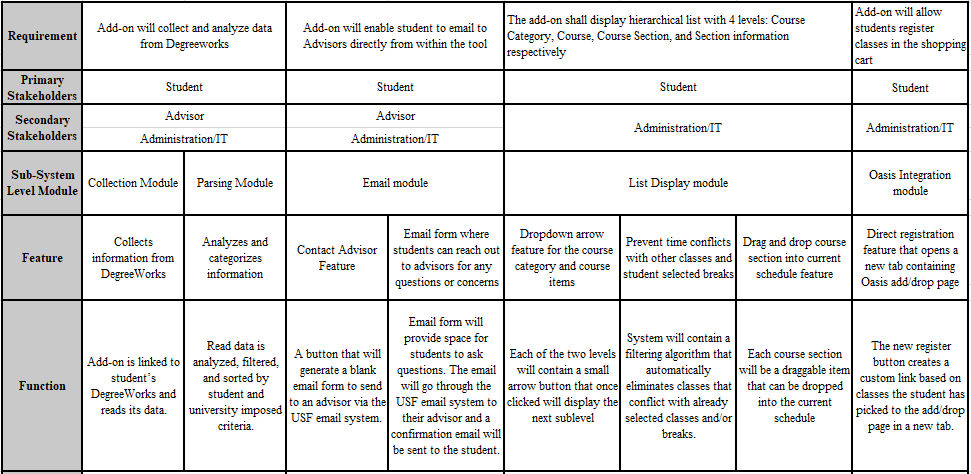 Requirement
Add-on will collect and analyze data
from Degreeworks
Add-on will enable student to email to
Advisors directly from within the tool
The add-on shall display hierarchical list with 4 levels: Course
Category, Course, Course Section, and Section information
respectively
Add-on will allow
students register
classes in the shopping
cart
Primary
Stakeholders
Student
Student
Student
Student
Secondary
Stakeholders
Advisor
Administration/IT
Advisor
Administration/IT
Administration/IT
Administration/IT
Sub-System
Level Module
Collection Module
Parsing Module
Email module
List Display module
Oasis Integration
module
Feature
Collects
information from
DegreeWorks
Analyzes and
categorizes
information
Contact Advisor
Feature
Email form where
students can reach out
to advisors for any
questions or concerns
Dropdown arrow
feature for the course
category and course
items
Prevent time conflicts
with other classes and
student selected breaks
Drag and drop course
section into current
schedule feature
Direct registration
feature that opens a
new tab containing
Oasis add/drop page
Function
Add-on is linked to
student's
DegreeWorks and
reads its data.
Read data is
analyzed, filtered,
and sorted by
student and
university imposed
criteria.
A button that will
generate a blank
email form to send
to an advisor via the
USF email system.
Email form will
provide space for
students to ask
questions. The email
will go through the
USF email system to
their advisor and a
confirmation email will
be sent to the student.
Each of the two levels
will contain a small
arrow button that once
clicked will display the
next sublevel
System will contain a
filtering algorithm that
automatically
eliminates classes that
conflict with already
selected classes and/or
breaks.
Each course section
will be a draggable item
that can be dropped
into the current
schedule
The new register
button creates a
custom link based on
classes the student has
picked to the add/drop
page in a new tab.